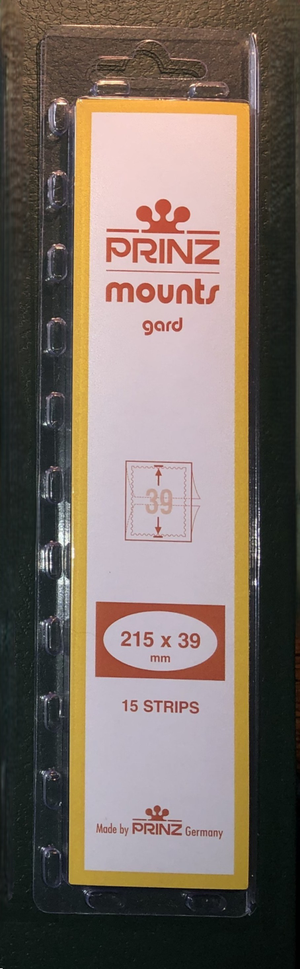 PRINZ
mounts
gard
39
215 x 39
mm
15 STRIPS
Made by PRINZ Germany